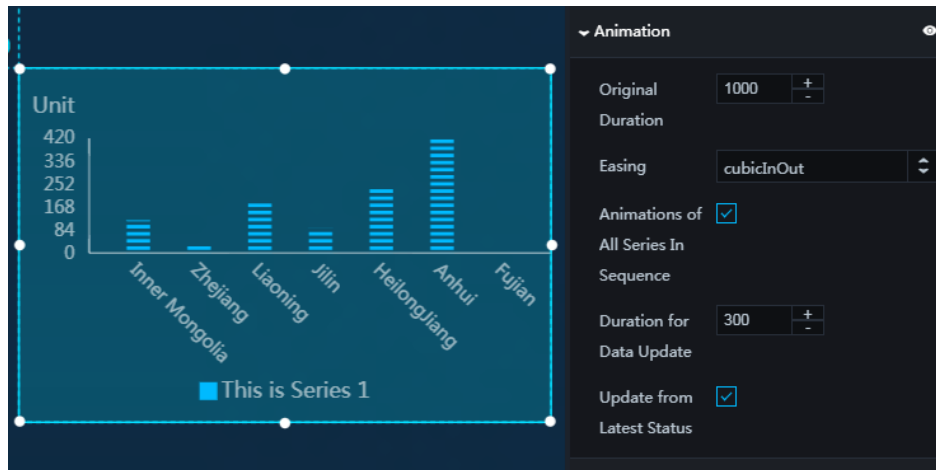 Unit
420
336
252
168
84
0
Inner Mongolia
Zhejiang
Liaoning
Jilin
HeilongJiang
Anhui
Fujian
This is Series 1
Animation
Original
Duration
1000
+
-
Easing
cubicInOut
Animations of
All Series In
Sequence
Duration for
Data Update
300
+
-
Update from
Latest Status